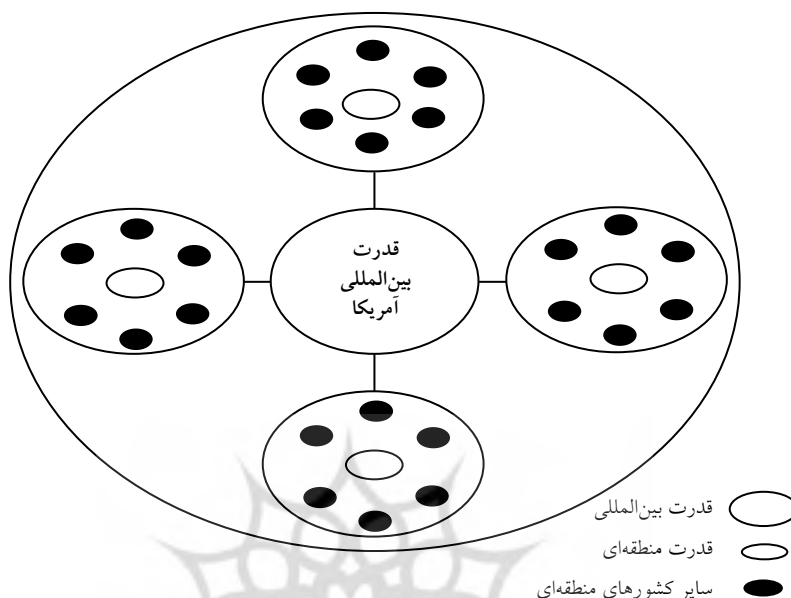 قدرت
بین‌المللی
آمریکا
قدرت بین‌المللی
قدرت منطقه‌ای
سایر کشورهای منطقه‌ای